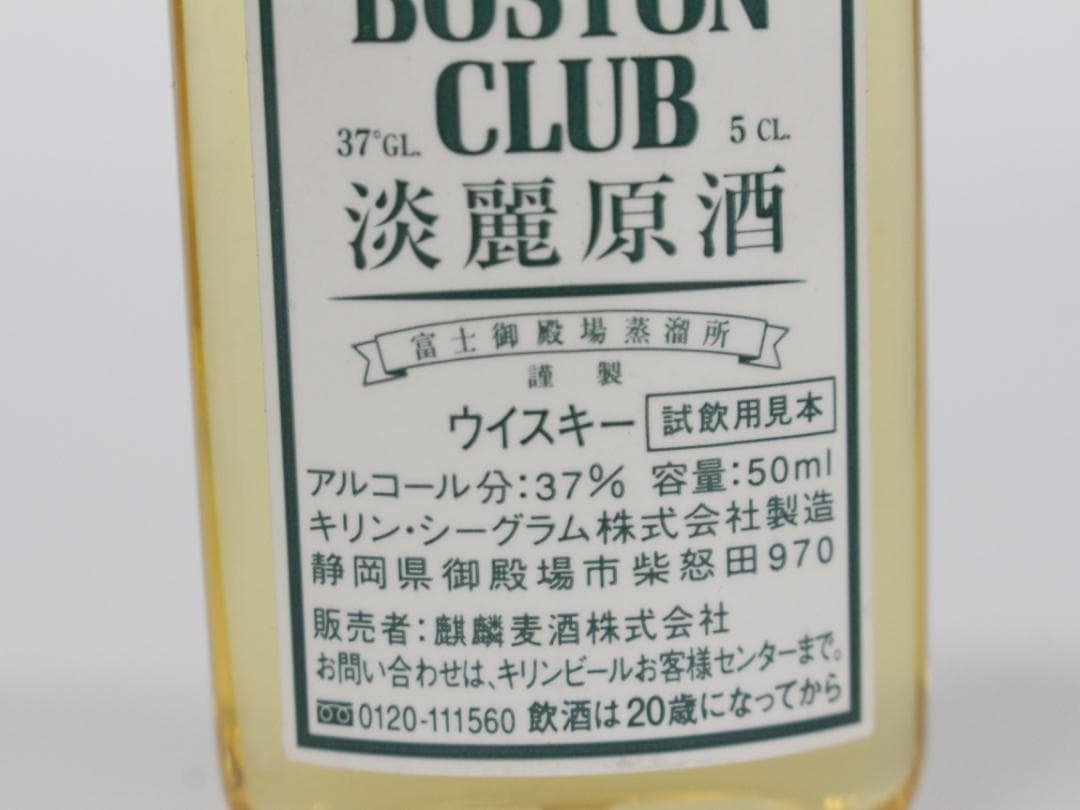 BOSTON
CLUB
37°GL. 5 CL.
淡麗原酒
富士御殿場蒸溜所
謹製
ウイスキー 試飲用見本
アルコール分:37% 容量:50ml
キリン・シーグラム株式会社製造
静岡県御殿場市柴怒田970
販売者:麒麟麦酒株式会社
お問い合わせは、キリンビールお客様センターまで。
0120-111560 飲酒は20歳になってから